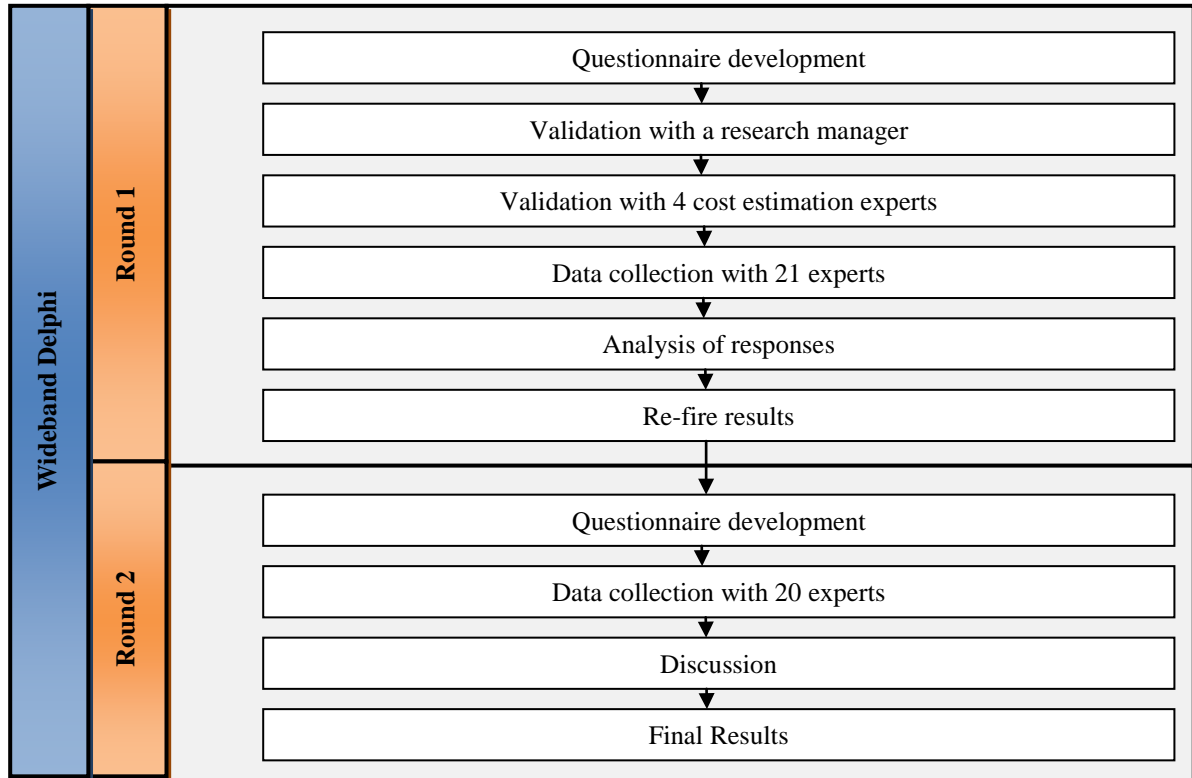 Wideband Delphi
Round 1
Questionnaire development
Validation with a research manager
Validation with 4 cost estimation experts
Data collection with 21 experts
Analysis of responses
Re-fire results
Round 2
Questionnaire development
Data collection with 20 experts
Discussion
Final Results